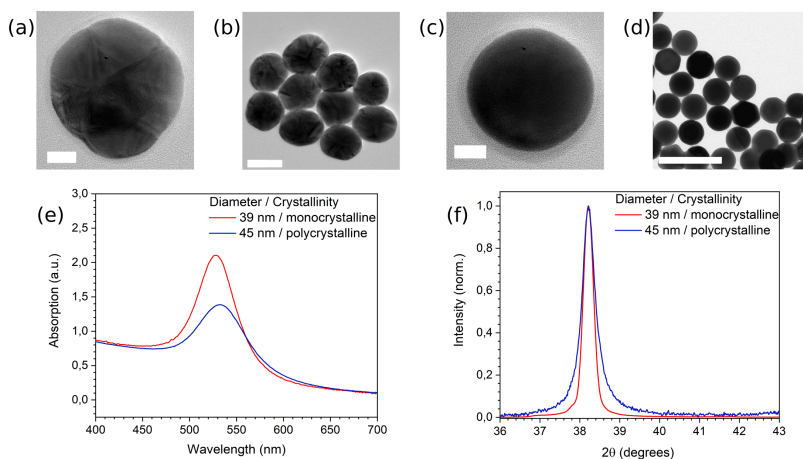 (a)
(b)
(c)
(d)
(e)
Diameter / Crystallinity
39 nm / monocrystalline
45 nm / polycrystalline
3,0
2,5
2,0
1,5
1,0
0,5
0,0
Absorption (a.u.)
400 450 500 550 600 650 700
Wavelength (nm)
(f)
Diameter / Crystallinity
39 nm / monocrystalline
45 nm / polycrystalline
1,0
0,8
0,6
0,4
0,2
0,0
Intensity (norm.)
36 37 38 39 40 41 42 43
2θ (degrees)